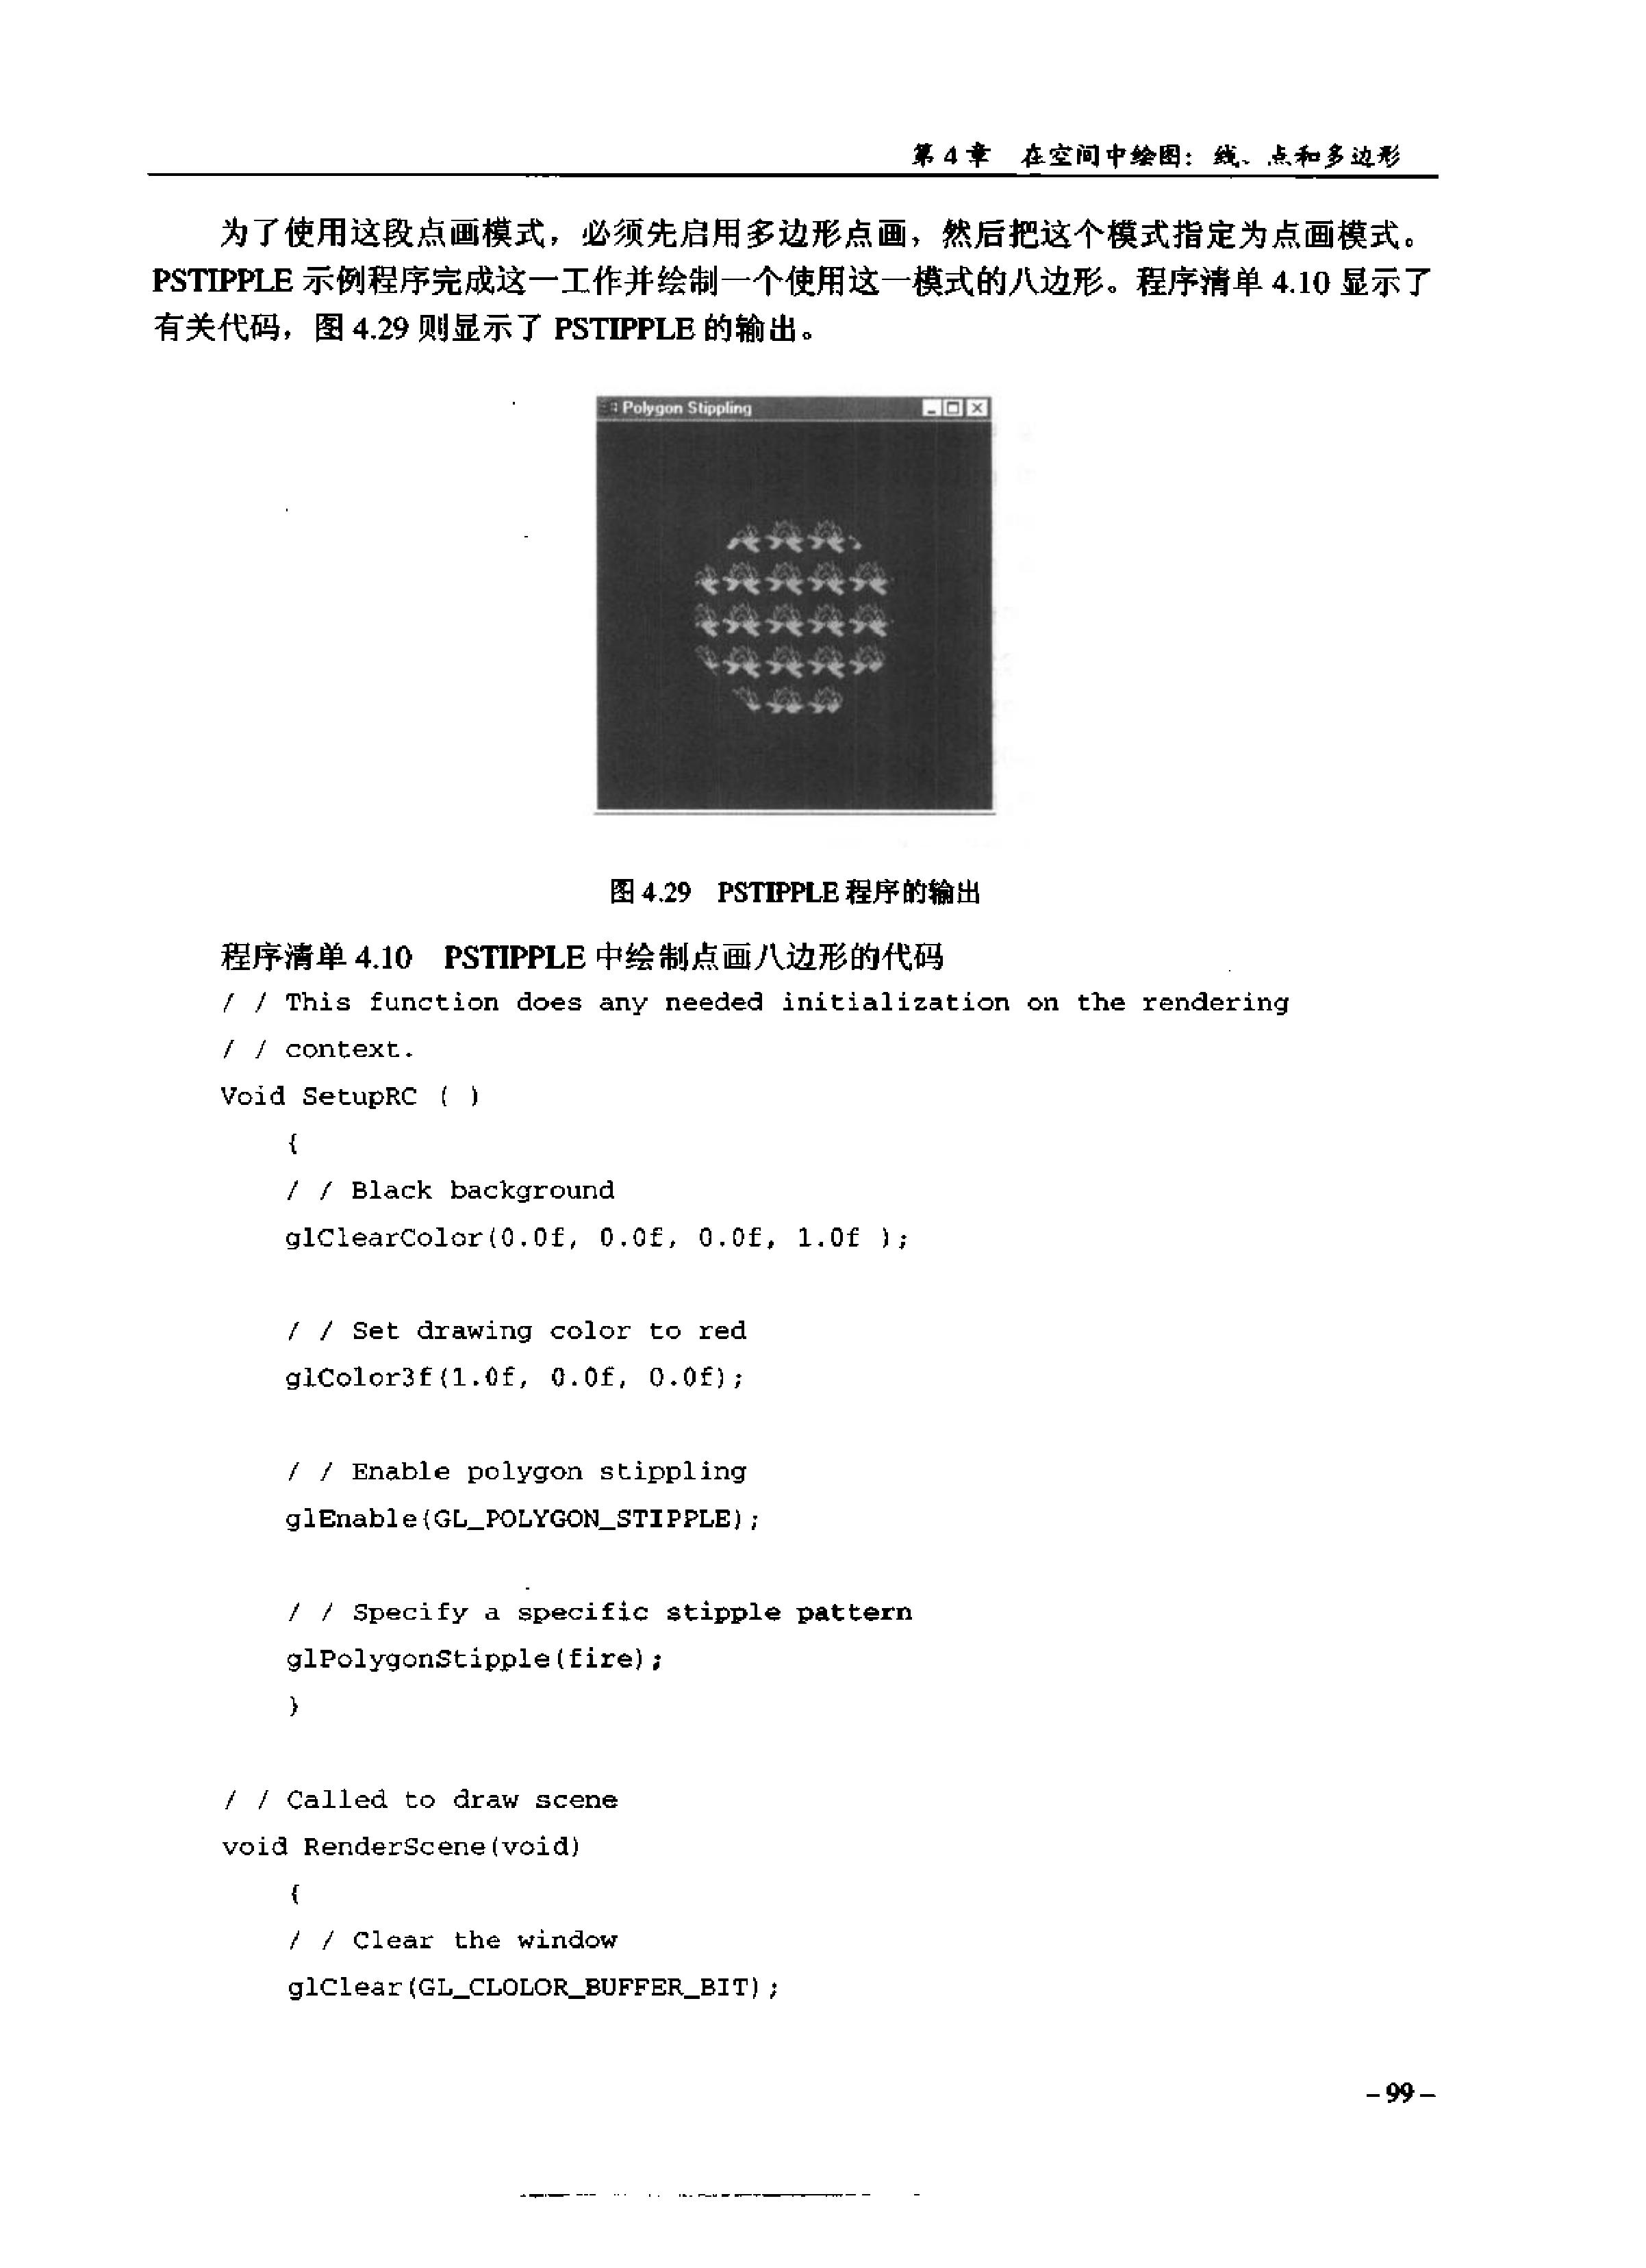 第 4 章　在空间中绘图：线、点和多边形
为了使用这段点画模式，必须先启用多边形点画，然后把这个模式指定为点画模式。
PSTIPPLE 示例程序完成这一工作并绘制一个使用这一模式的八边形。程序清单 4.10 显示了
有关代码，图 4.29 则显示了 PSTIPPLE 的输出。
Polygon Stippling
图 4.29　PSTIPPLE 程序的输出
程序清单 4.10　PSTIPPLE 中绘制点画八边形的代码
/ / This function does any needed initialization on the rendering
/ / context.
Void SetupRC ( )
{
/ / Black background
glClearColor(0.0f, 0.0f, 0.0f, 1.0f );
/ / Set drawing color to red
glColor3f(1.0f, 0.0f, 0.0f);
/ / Enable polygon stippling
glEnable(GL_POLYGON_STIPPLE);
/ / Specify a specific stipple pattern
glPolygonStipple(fire);
}
/ / Called to draw scene
void RenderScene(void)
{
/ / Clear the window
glClear(GL_CLOLOR_BUFFER_BIT);
– 99 –